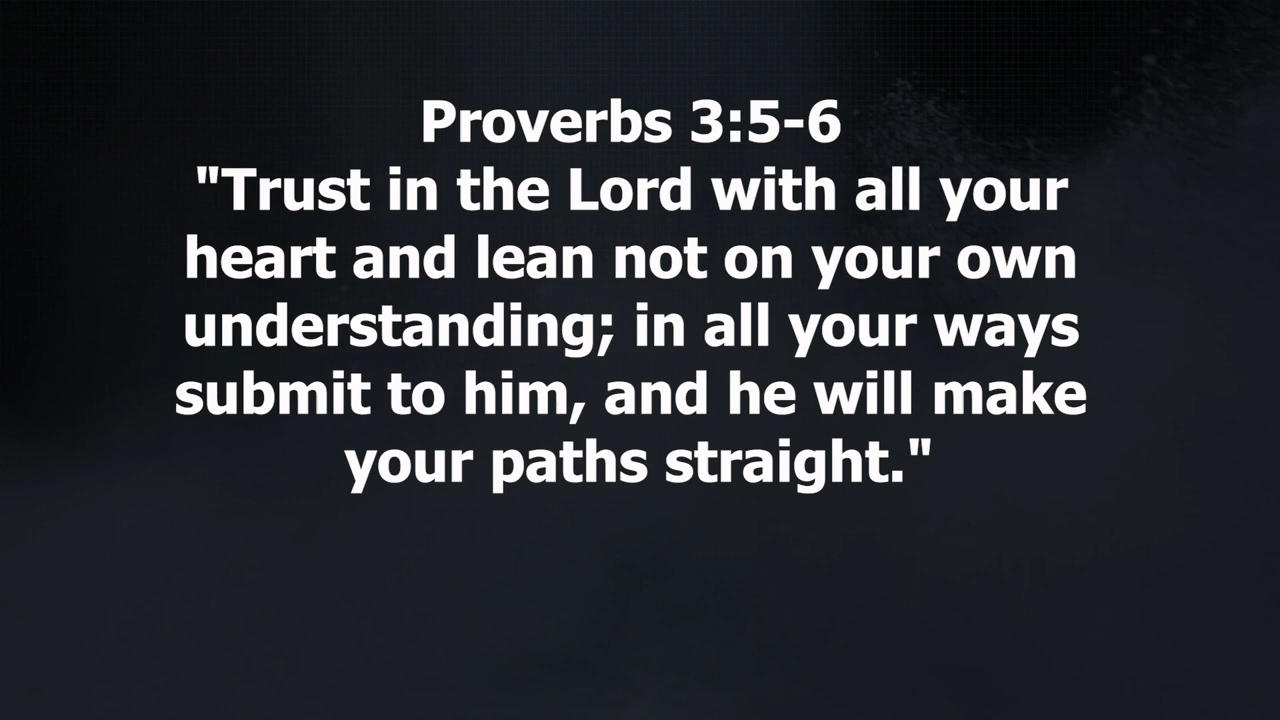 Proverbs 3:5-6
"Trust in the Lord with all your
heart and lean not on your own
understanding; in all your ways
submit to him, and he will make
your paths straight."